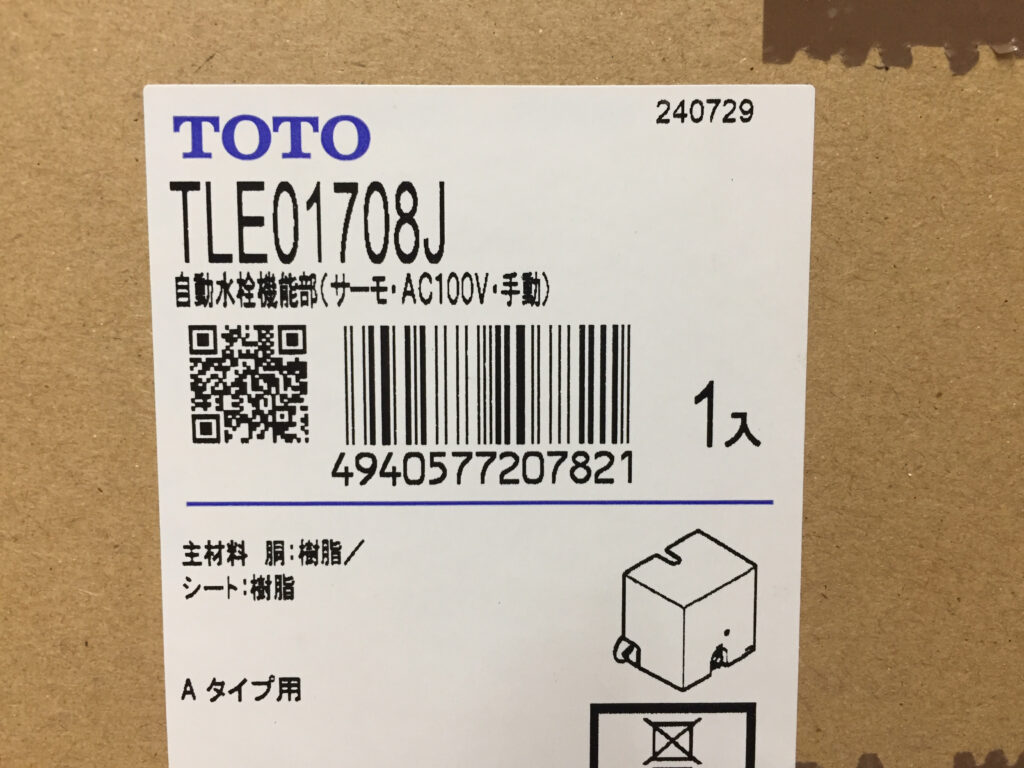 TOTO
240729
TLE01708J
自動水栓機能部(サーモ・AC100V・手動)
1入
4940577207821
主材料 胴:樹脂/
シート:樹脂
A タイプ用